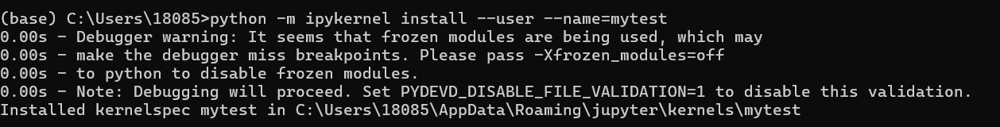 (base) C:\Users\18085>python -m ipykernel install --user --name=mytest
0.00s - Debugger warning: It seems that frozen modules are being used, which may
0.00s - make the debugger miss breakpoints. Please pass -Xfrozen_modules=off
0.00s - to python to disable frozen modules.
0.00s - Note: Debugging will proceed. Set PYDEVD_DISABLE_FILE_VALIDATION=1 to disable this validation.
Installed kernelspec mytest in C:\Users\18085\AppData\Roaming\jupyter\kernels\mytest